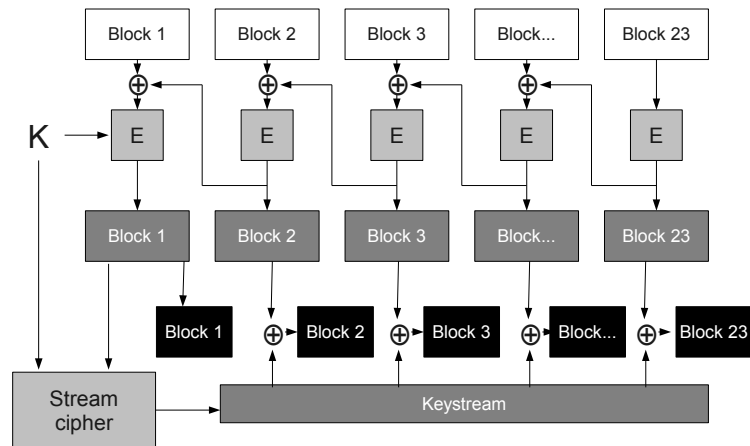 Block 1
Block 2
Block 3
Block...
Block 23
E
E
E
E
E
K
Block 1
Block 2
Block 3
Block...
Block 23
Block 1
Block 2
Block 3
Block...
Block 23
Stream
cipher
Keystream